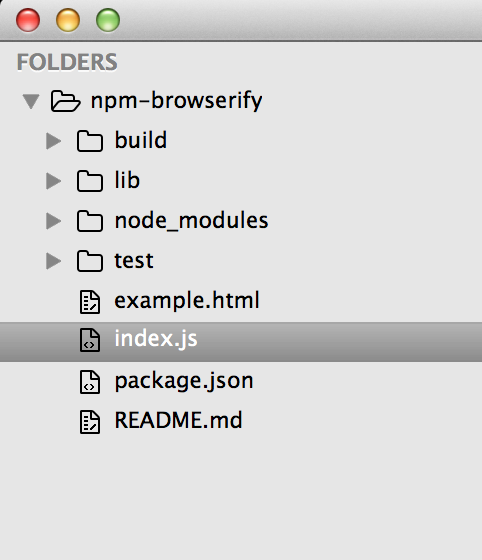 FOLDERS
npm-browserify
build
lib
node_modules
test
example.html
index.js
package.json
README.md